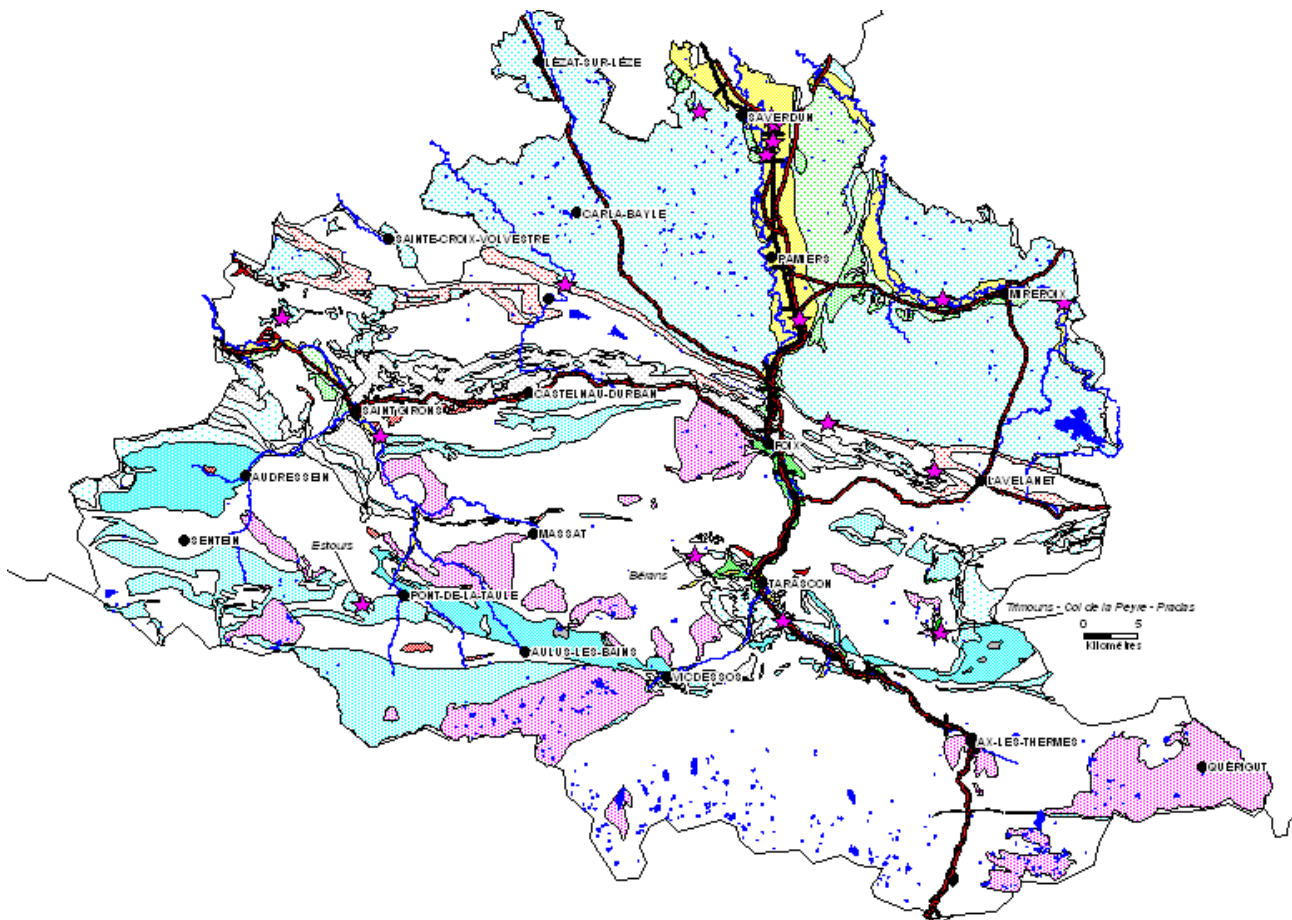 LÉZAT-SUR-LÈZE
SAVERDUN
CARLA-BAYLE
SAINTE-CROIX-VOLVESTRE
PAMIERS
MIREPOIX
CASTELNAU-DURBAN
SAINT GIRONS
FOIX
AUDRESSEIN
LAVELANET
MASSAT
SENTEIN
Estours
Bérans
TARASCON
PONT-DE-LA-TAULE
Trimouns - Col de la Peyre - Pradas
0 5
Kilomètres
AULUS-LES-BAINS
VICDESSOS
AX-LES-THERMES
QUÉRIGUT